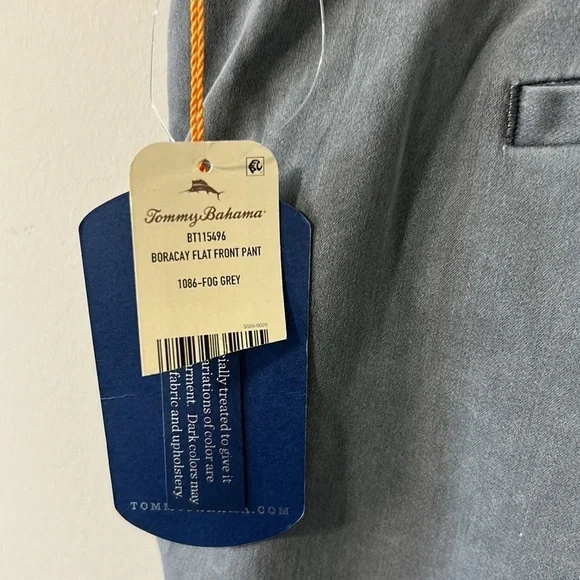 Tommy Bahama
BT115496
BORACAY FLAT FRONT PANT
1086-FOG GREY
ially treated to give it
ariations of color are
rment. Dark colors may
fabric and upholstery.
TOMMYBAHAMA.COM